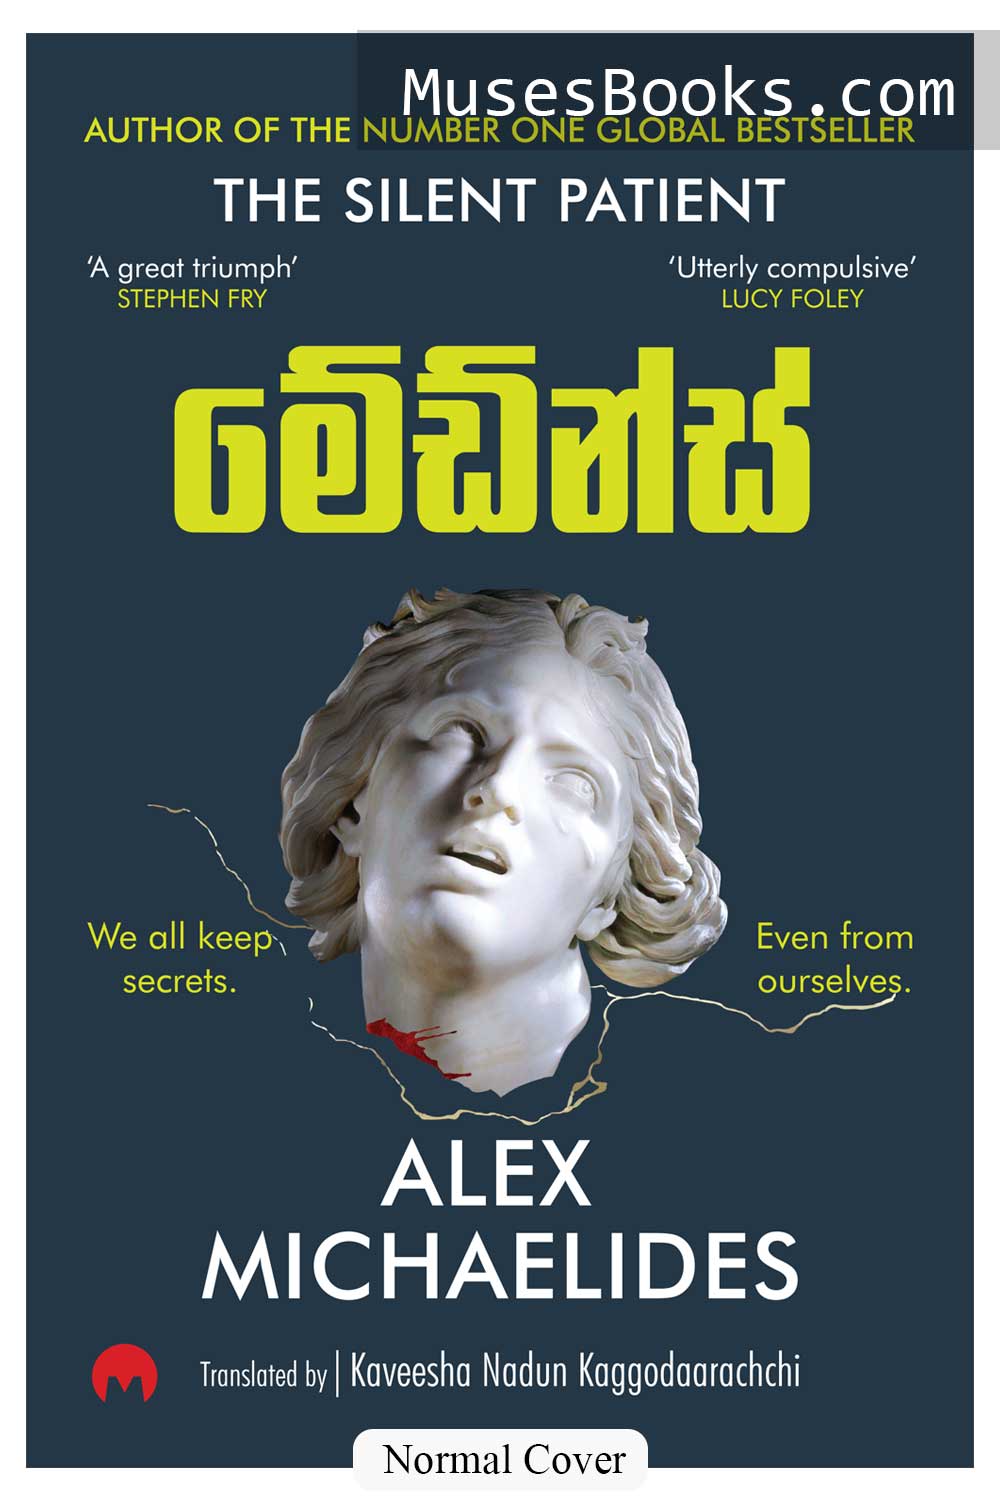 MusesBooks.com
AUTHOR OF THE NUMBER ONE GLOBAL BESTSELLER
THE SILENT PATIENT
‘A great triumph’
STEPHEN FRY
‘Utterly compulsive’
LUCY FOLEY
මේඩ්න්ස්
We all keep
secrets.
Even from
ourselves.
ALEX
MICHAELIDES
Translated by | Kaveesha Nadun Kaggodaarachchi
Normal Cover